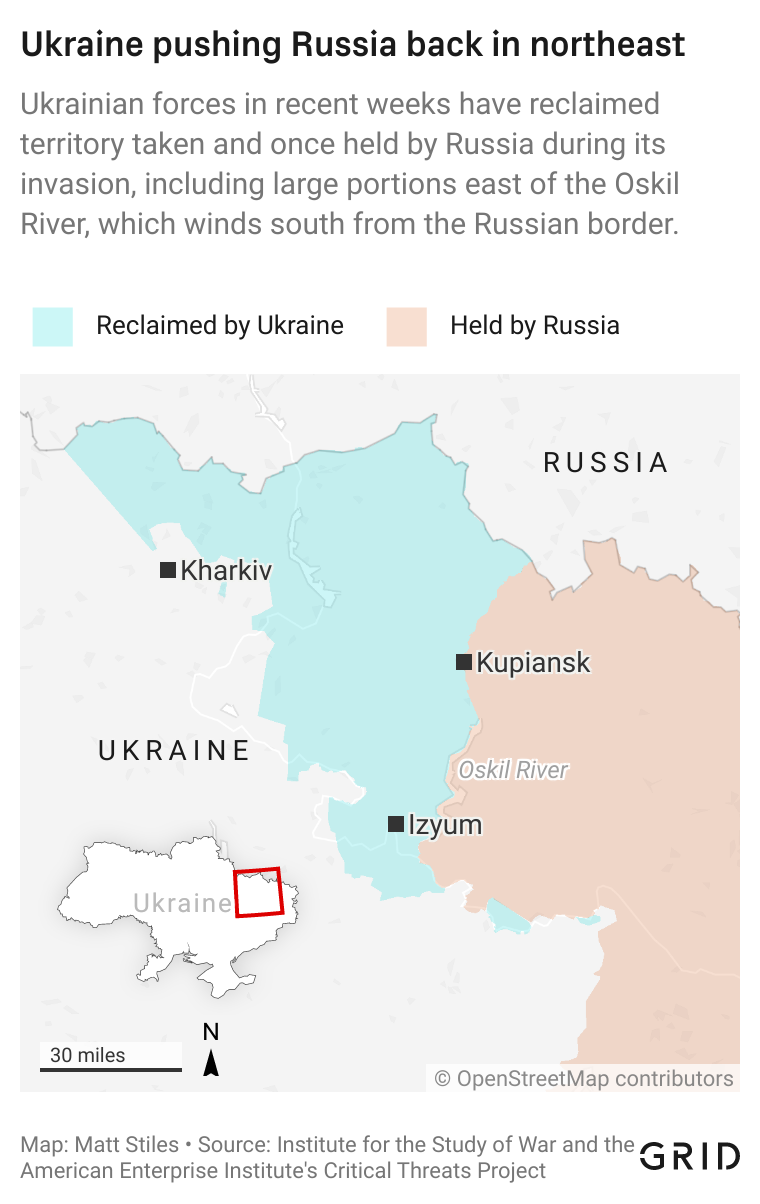 Ukraine pushing Russia back in northeast
Ukrainian forces in recent weeks have reclaimed
territory taken and once held by Russia during its
invasion, including large portions east of the Oskil
River, which winds south from the Russian border.
Reclaimed by Ukraine
Held by Russia
RUSSIA
Kharkiv
Kupiansk
UKRAINE
Oskil River
Izyum
Ukraine
N
30 miles
© OpenStreetMap contributors
Map: Matt Stiles • Source: Institute for the Study of War and the
American Enterprise Institute's Critical Threats Project
GRID